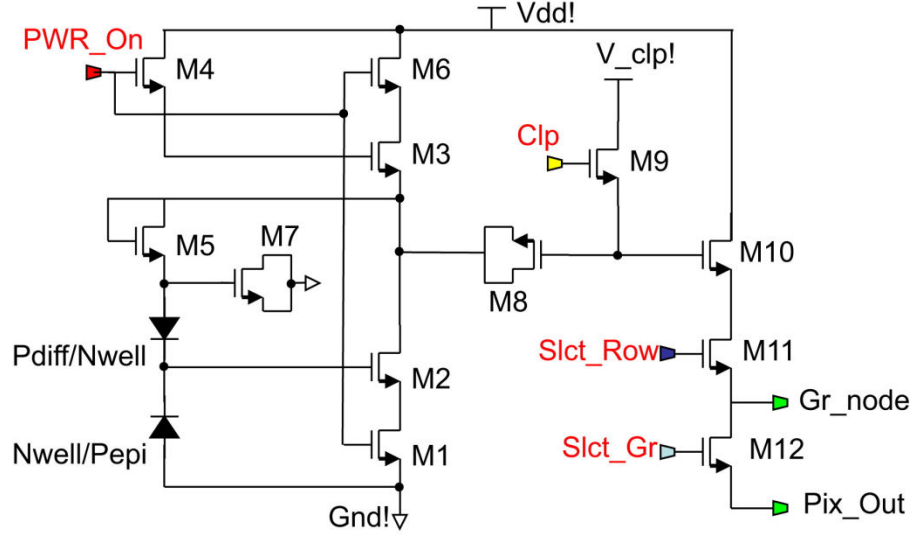 Vdd!
PWR_On
M4
M6
V_clp!
Clp
M3
M9
M5
M7
M10
M8
Pdiff/Nwell
Slct_Row
M11
M2
Gr_node
Nwell/Pepi
M1
Slct_Gr
M12
Gnd!
Pix_Out